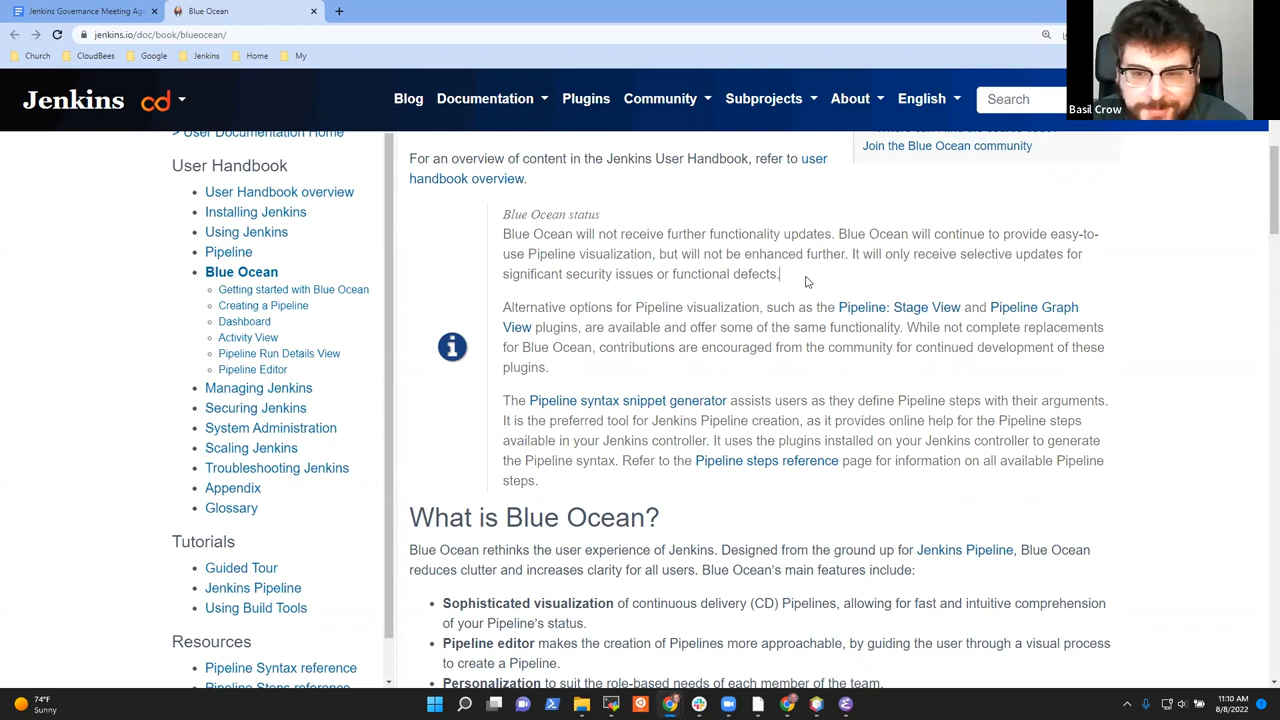 Jenkins Governance Meeting Age
Blue Ocean
jenkins.io/doc/book/blueocean/
Church
CloudBees
Google
Jenkins
Home
My
Jenkins
Blog
Documentation
Plugins
Community
Subprojects
About
English
Search
Basil Crow
> User Documentation Home
User Handbook
User Handbook overview
Installing Jenkins
Using Jenkins
Pipeline
Blue Ocean
Getting started with Blue Ocean
Creating a Pipeline
Dashboard
Activity View
Pipeline Run Details View
Pipeline Editor
Managing Jenkins
Securing Jenkins
System Administration
Scaling Jenkins
Troubleshooting Jenkins
Appendix
Glossary
Tutorials
Guided Tour
Jenkins Pipeline
Using Build Tools
Resources
Pipeline Syntax reference
Pipeline Steps reference
Where can I find the source code?
Join the Blue Ocean community
For an overview of content in the Jenkins User Handbook, refer to user
handbook overview.
Blue Ocean status
Blue Ocean will not receive further functionality updates. Blue Ocean will continue to provide easy-to-
use Pipeline visualization, but will not be enhanced further. It will only receive selective updates for
significant security issues or functional defects.
Alternative options for Pipeline visualization, such as the Pipeline: Stage View and Pipeline Graph
View plugins, are available and offer some of the same functionality. While not complete replacements
for Blue Ocean, contributions are encouraged from the community for continued development of these
plugins.
The Pipeline syntax snippet generator assists users as they define Pipeline steps with their arguments.
It is the preferred tool for Jenkins Pipeline creation, as it provides online help for the Pipeline steps
available in your Jenkins controller. It uses the plugins installed on your Jenkins controller to generate
the Pipeline syntax. Refer to the Pipeline steps reference page for information on all available Pipeline
steps.
What is Blue Ocean?
Blue Ocean rethinks the user experience of Jenkins. Designed from the ground up for Jenkins Pipeline, Blue Ocean
reduces clutter and increases clarity for all users. Blue Ocean's main features include:
Sophisticated visualization of continuous delivery (CD) Pipelines, allowing for fast and intuitive comprehension
of your Pipeline's status.
Pipeline editor makes the creation of Pipelines more approachable, by guiding the user through a visual process
to create a Pipeline.
Personalization to suit the role-based needs of each member of the team.
74°F
Sunny
11:10 AM
8/8/2022